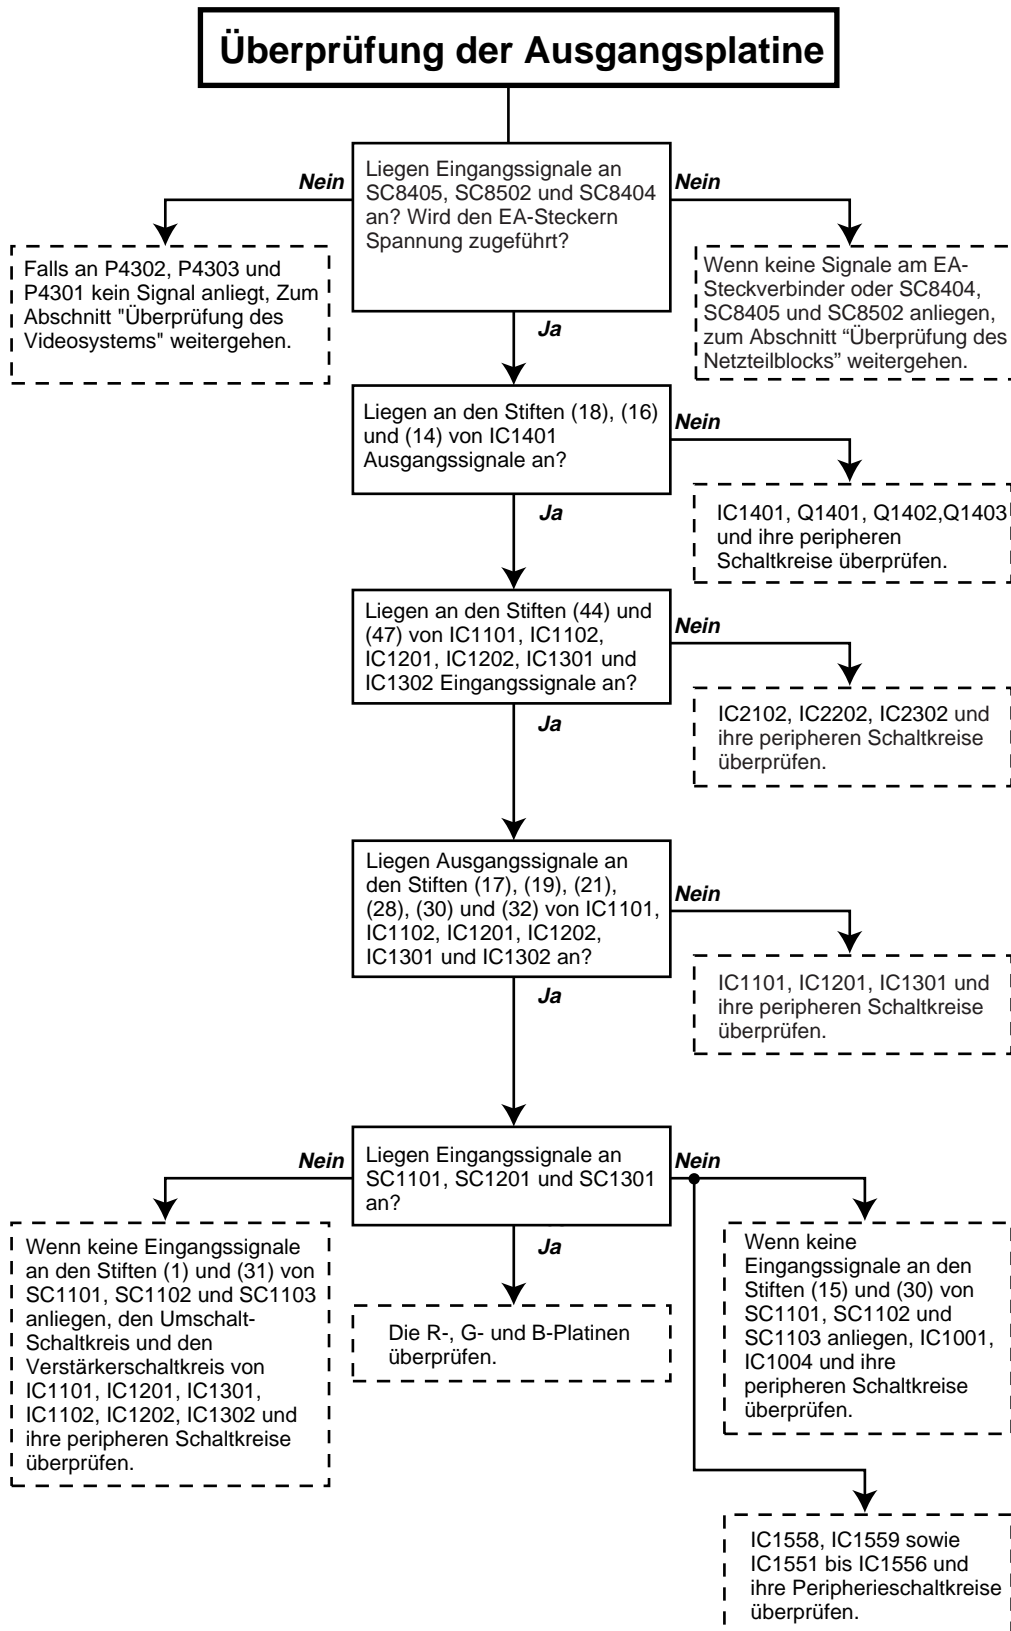 Überprüfung der Ausgangsplatine
Liegen Eingangssignale an
SC8405, SC8502 und SC8404
an? Wird den EA-Steckern
Spannung zugeführt?
Nein
Nein
Falls an P4302, P4303 und
P4301 kein Signal anliegt, Zum
Abschnitt "Überprüfung des
Videosystems" weitergehen.
Wenn keine Signale am EA-
Steckverbinder oder SC8404,
SC8405 und SC8502 anliegen,
zum Abschnitt “Überprüfung des
Netzteilblocks” weitergehen.
Ja
Liegen an den Stiften (18), (16)
und (14) von IC1401
Ausgangssignale an?
Nein
IC1401, Q1401, Q1402,Q1403
und ihre peripheren
Schaltkreise überprüfen.
Ja
Liegen an den Stiften (44) und
(47) von IC1101, IC1102,
IC1201, IC1202, IC1301 und
IC1302 Eingangssignale an?
Nein
IC2102, IC2202, IC2302 und
ihre peripheren Schaltkreise
überprüfen.
Ja
Liegen Ausgangssignale an
den Stiften (17), (19), (21),
(28), (30) und (32) von IC1101,
IC1102, IC1201, IC1202,
IC1301 und IC1302 an?
Nein
IC1101, IC1201, IC1301 und
ihre peripheren Schaltkreise
überprüfen.
Ja
Liegen Eingangssignale an
SC1101, SC1201 und SC1301
an?
Nein
Nein
Wenn keine Eingangssignale
an den Stiften (1) und (31) von
SC1101, SC1102 und SC1103
anliegen, den Umschalt-
Schaltkreis und den
Verstärkerschaltkreis von
IC1101, IC1201, IC1301,
IC1102, IC1202, IC1302 und
ihre peripheren Schaltkreise
überprüfen.
Ja
Die R-, G- und B-Platinen
überprüfen.
Wenn keine
Eingangssignale an den
Stiften (15) und (30) von
SC1101, SC1102 und
SC1103 anliegen, IC1001,
IC1004 und ihre
peripheren Schaltkreise
überprüfen.
IC1558, IC1559 sowie
IC1551 bis IC1556 und
ihre Peripherieschaltkreise
überprüfen.